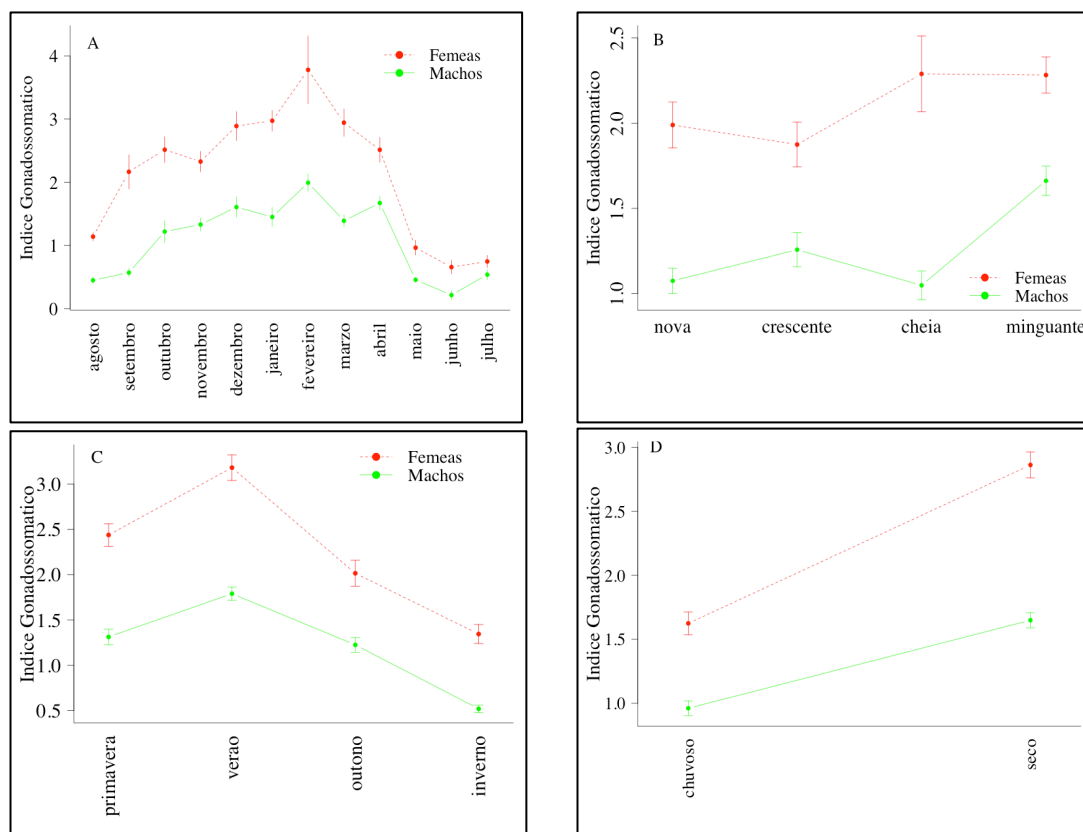 A
Femeas
Machos
Indice Gonadossomatico
4
3
2
1
0
agosto
setembro
outubro
novembro
dezembro
janeiro
fevereiro
marzo
abril
maio
junho
julho
B
Indice Gonadossomatico
2.5
2.0
1.5
1.0
Femeas
Machos
nova
crescente
cheia
minguante
C
Femeas
Machos
Indice Gonadossomatico
3.0
2.5
2.0
1.5
1.0
0.5
primavera
verao
outono
inverno
D
Indice Gonadossomatico
3.0
2.5
2.0
1.5
1.0
chuvoso
seco